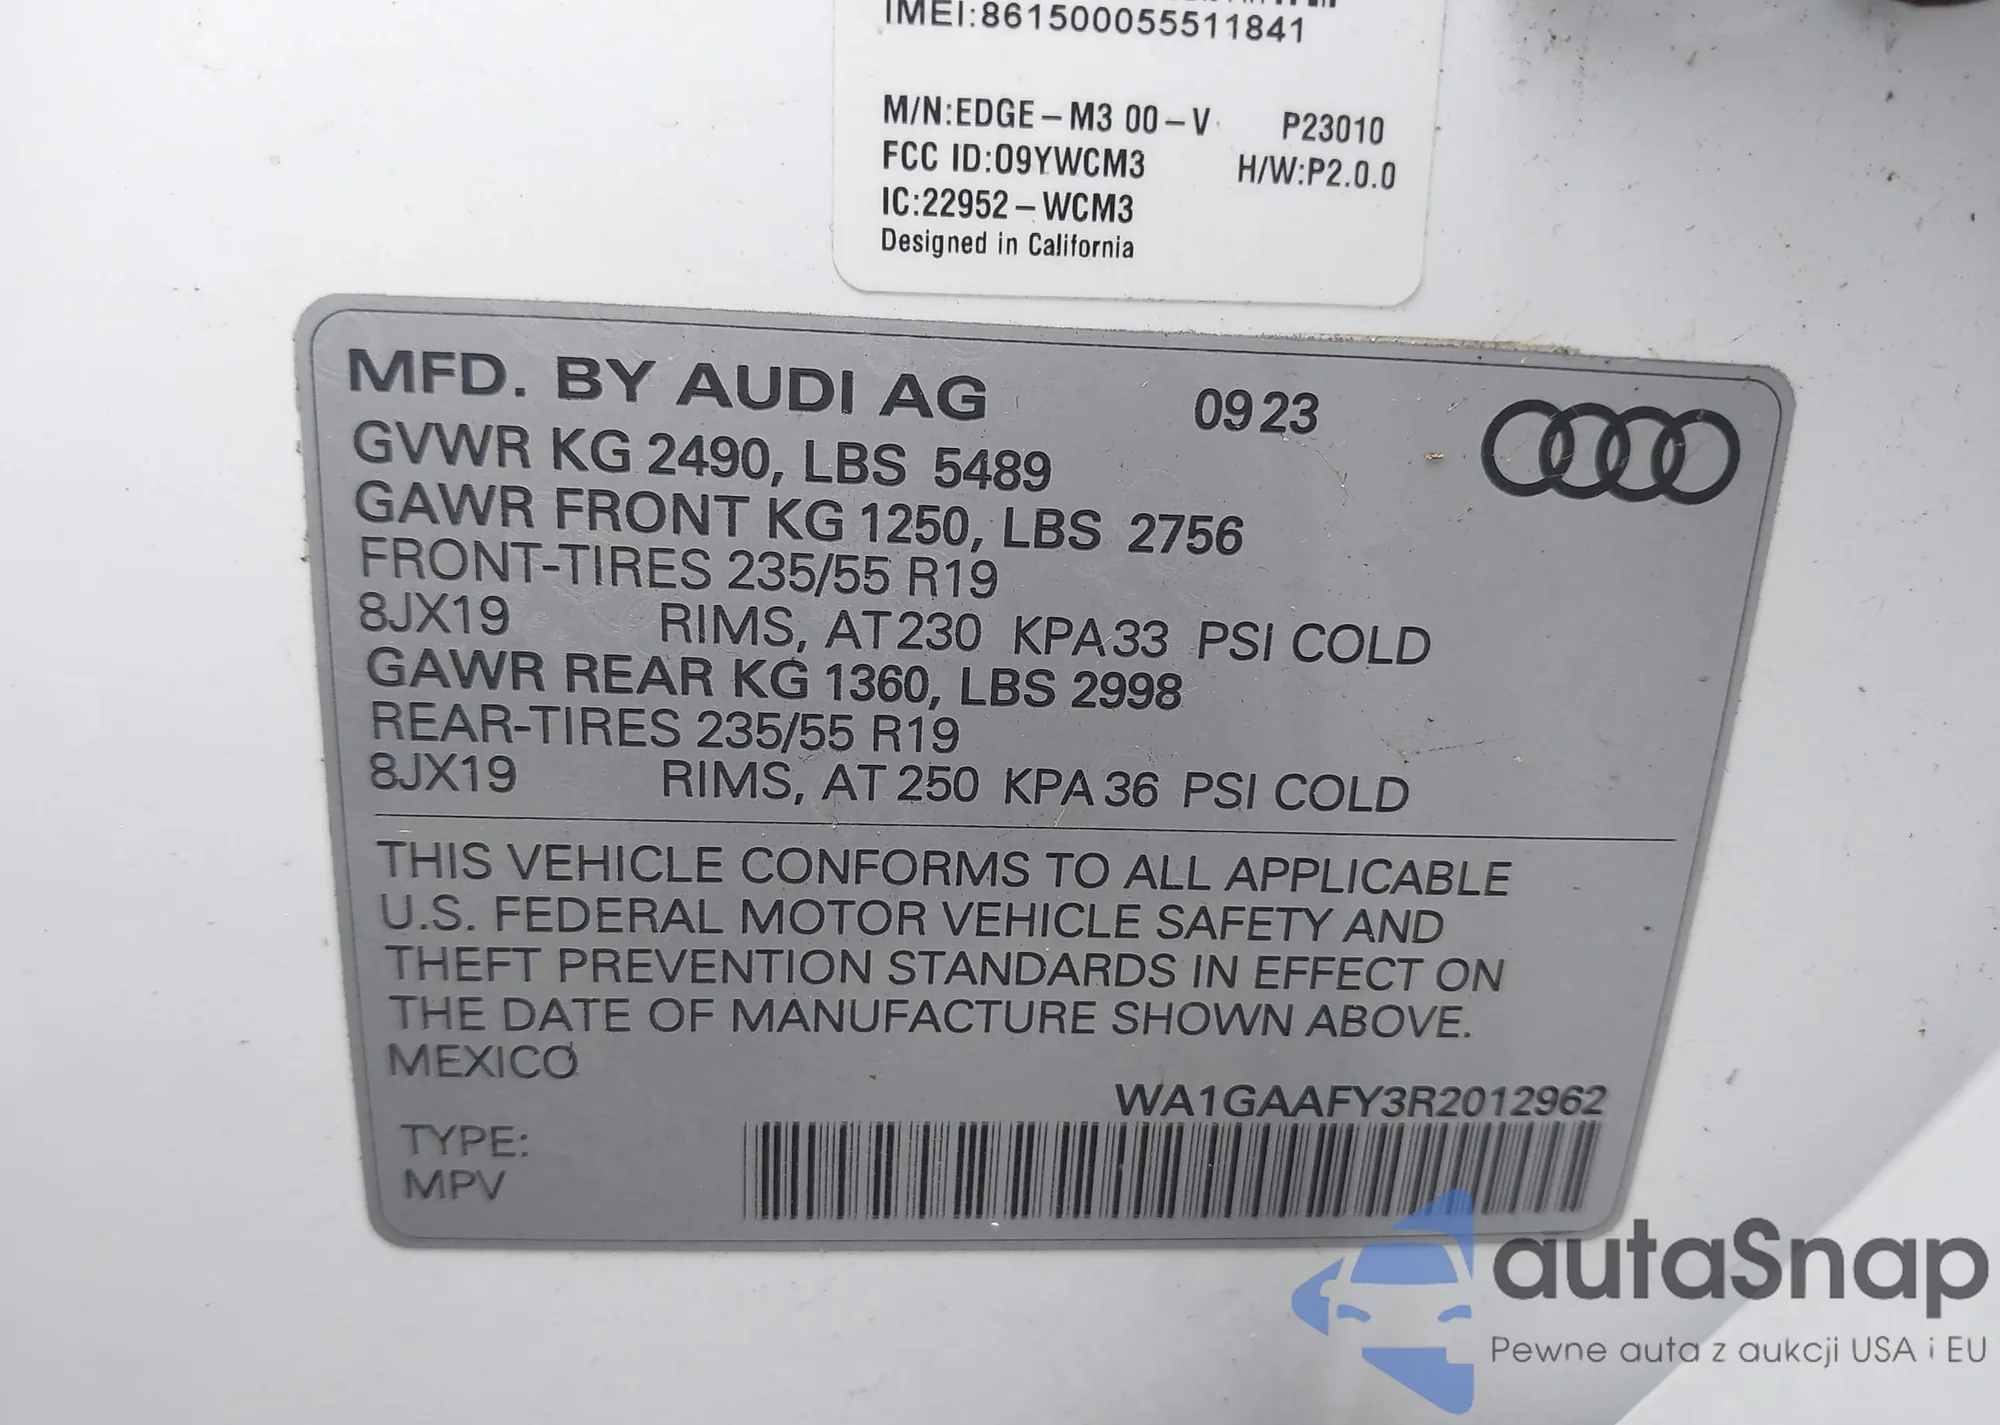 IMEI:861500055511841
M/N:EDGE-M3 00-V P23010
FCC ID:O9YWCM3 H/W:P2.0.0
IC:22952-WCM3
Designed in California
MFD. BY AUDI AG 09 23
GVWR KG 2490, LBS 5489
GAWR FRONT KG 1250, LBS 2756
FRONT-TIRES 235/55 R19
8JX19 RIMS, AT 230 KPA 33 PSI COLD
GAWR REAR KG 1360, LBS 2998
REAR-TIRES 235/55 R19
8JX19 RIMS, AT 250 KPA 36 PSI COLD
THIS VEHICLE CONFORMS TO ALL APPLICABLE
U.S. FEDERAL MOTOR VEHICLE SAFETY AND
THEFT PREVENTION STANDARDS IN EFFECT ON
THE DATE OF MANUFACTURE SHOWN ABOVE.
MEXICO
WA1GAAFY3R2012962
TYPE:
MPV
autaSnap
Pewne auta z aukcji USA i EU